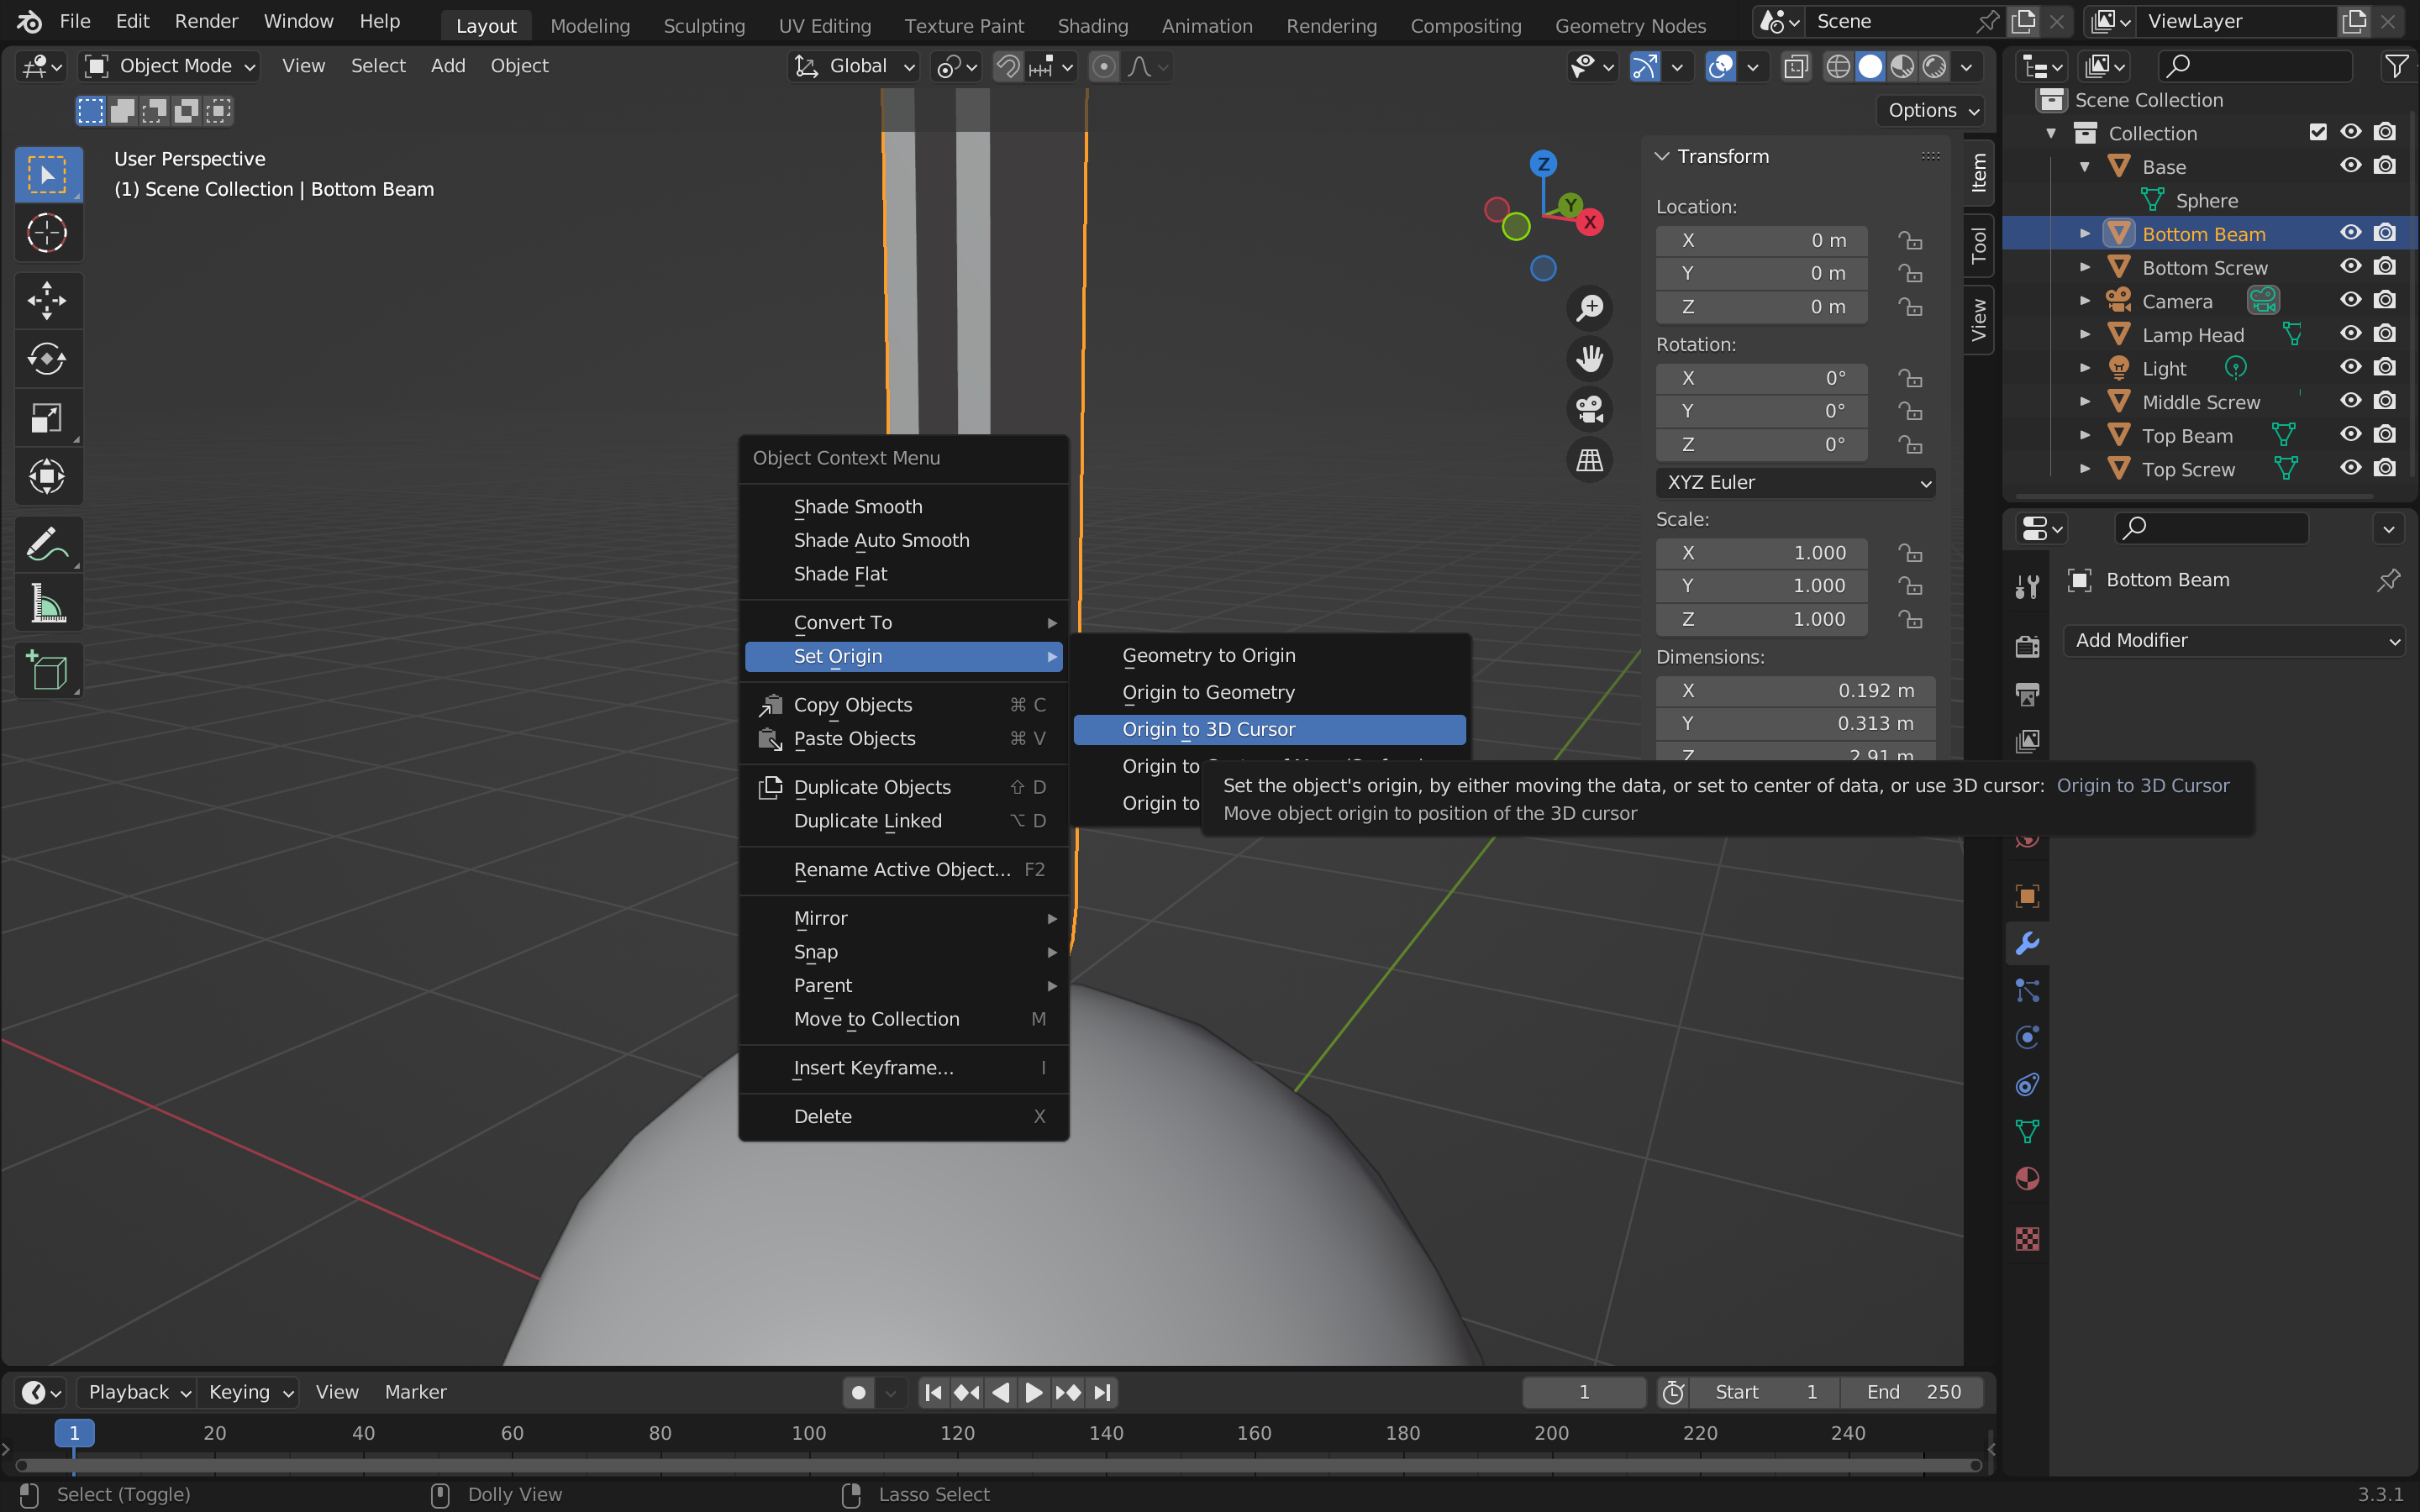 File Edit Render Window Help Layout Modeling Sculpting UV Editing Texture Paint Shading Animation Rendering Compositing Geometry Nodes Scene ViewLayer
Object Mode View Select Add Object Global
Options
User Perspective
(1) Scene Collection | Bottom Beam
Z
Y
X
Transform
Location:
X 0 m
Y 0 m
Z 0 m
Rotation:
X 0°
Y 0°
Z 0°
XYZ Euler
Scale:
X 1.000
Y 1.000
Z 1.000
Dimensions:
X 0.192 m
Y 0.313 m
Z 2.91 m
Item
Tool
View
Scene Collection
Collection
Base
Sphere
Bottom Beam
Bottom Screw
Camera
Lamp Head
Light
Middle Screw
Top Beam
Top Screw
Bottom Beam
Add Modifier
Object Context Menu
Shade Smooth
Shade Auto Smooth
Shade Flat
Convert To
Set Origin
Copy Objects ⌘ C
Paste Objects ⌘ V
Duplicate Objects ⇧ D
Duplicate Linked ⌥ D
Rename Active Object... F2
Mirror
Snap
Parent
Move to Collection M
Insert Keyframe... I
Delete X
Geometry to Origin
Origin to Geometry
Origin to 3D Cursor
Origin to
Origin to
Set the object's origin, by either moving the data, or set to center of data, or use 3D cursor: Origin to 3D Cursor
Move object origin to position of the 3D cursor
Playback Keying View Marker 1 Start 1 End 250
1 20 40 60 80 100 120 140 160 180 200 220 240
Select (Toggle) Dolly View Lasso Select 3.3.1